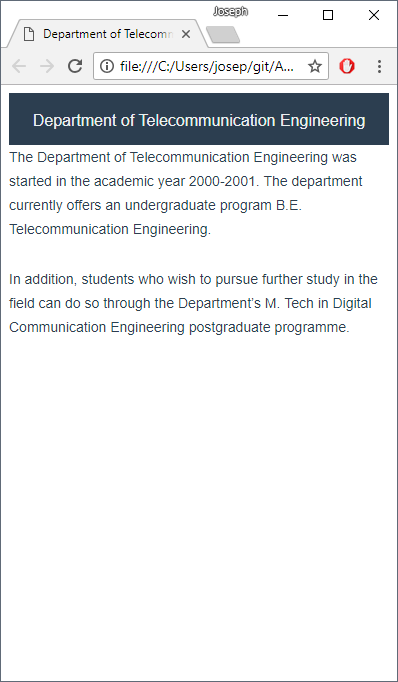 Joseph
Department of Telecomm
file:///C:/Users/josep/git/A...
Department of Telecommunication Engineering
The Department of Telecommunication Engineering was
started in the academic year 2000-2001. The department
currently offers an undergraduate program B.E.
Telecommunication Engineering.
In addition, students who wish to pursue further study in the
field can do so through the Department's M. Tech in Digital
Communication Engineering postgraduate programme.